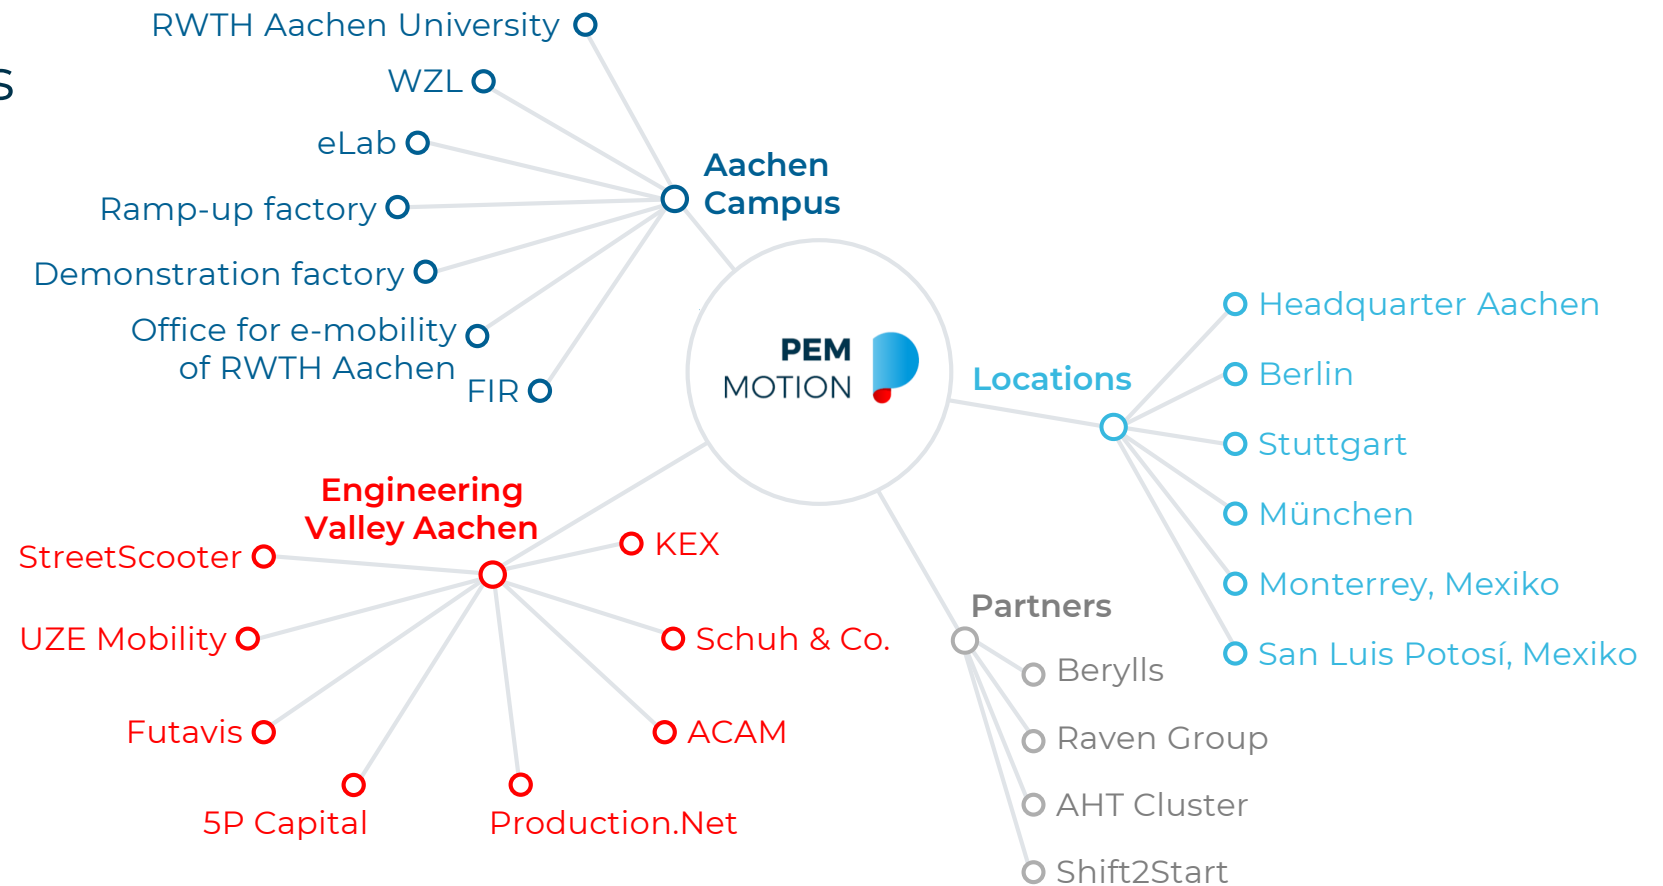 RWTH Aachen University
WZL
eLab
Ramp-up factory
Demonstration factory
Office for e-mobility
of RWTH Aachen
FIR
Aachen
Campus
PEM
MOTION
Locations
Headquarter Aachen
Berlin
Stuttgart
München
Monterrey, Mexiko
San Luis Potosí, Mexiko
Engineering
Valley Aachen
StreetScooter
UZE Mobility
Futavis
5P Capital
Production.Net
KEX
Schuh & Co.
ACAM
Partners
Berylls
Raven Group
AHT Cluster
Shift2Start